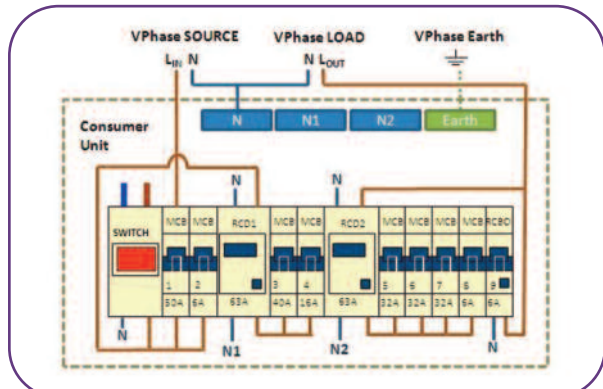 VPhase SOURCE VPhase LOAD VPhase Earth
LIN N N LOUT
Consumer Unit
N N1 N2 Earth
N N
SWITCH MCB MCB RCD1 MCB MCB RCD2 MCB MCB MCB MCB RCBO
1 2 3 4 5 6 7 8 9
50A 6A 63A 40A 16A 63A 32A 32A 32A 6A 6A
N N1 N2 N